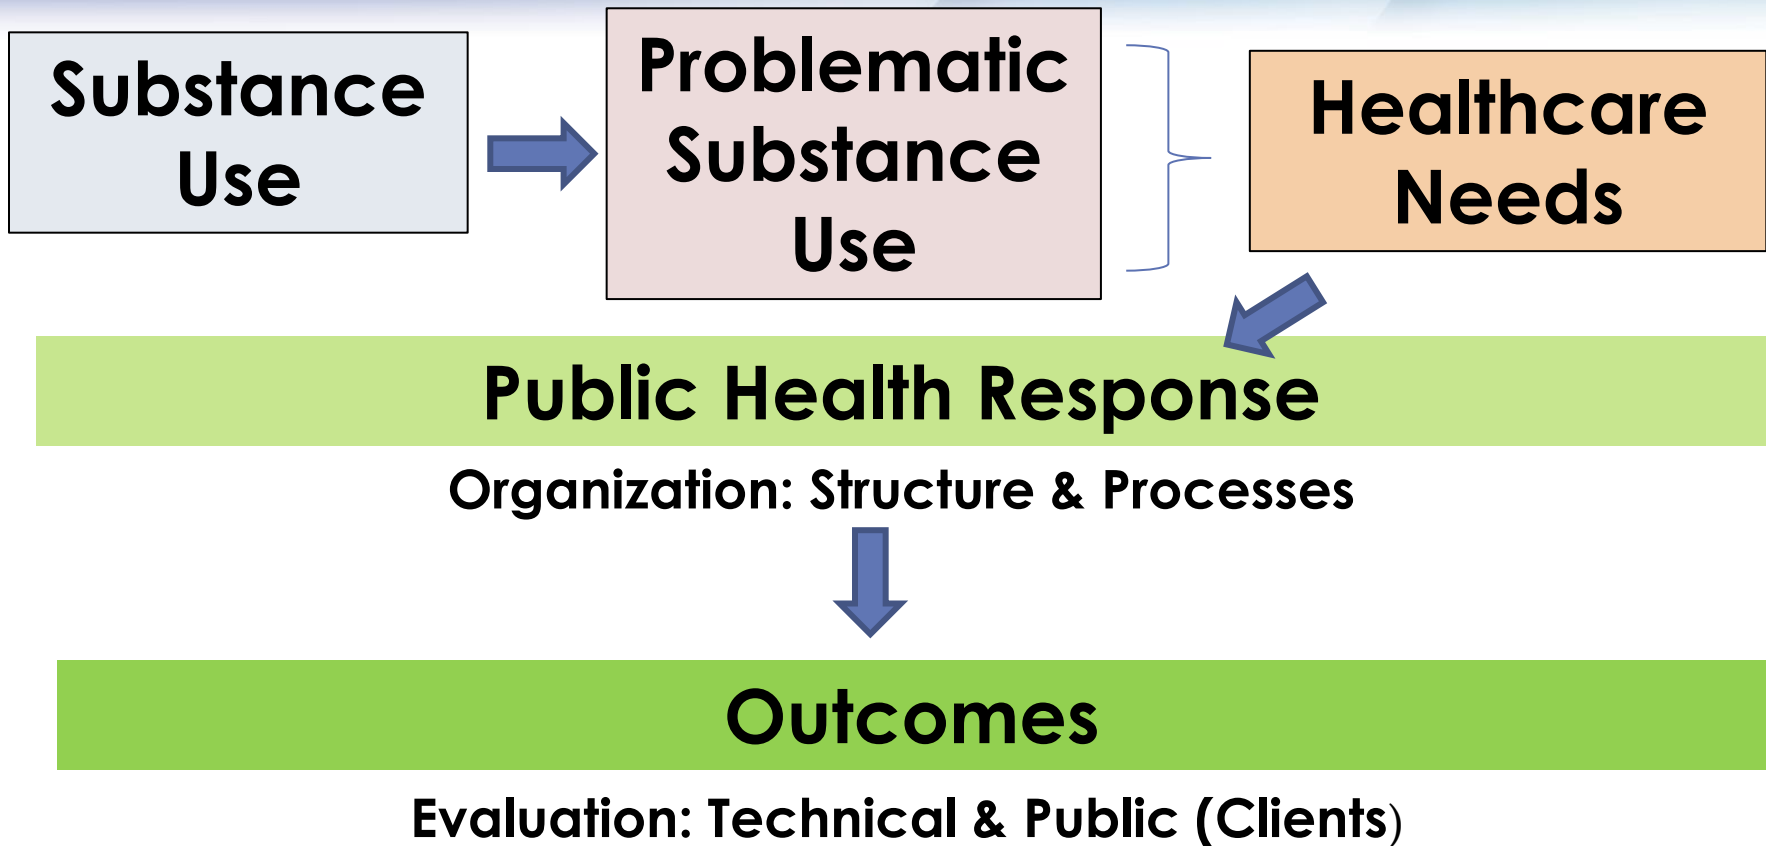 Substance
Use
Problematic
Substance
Use
Healthcare
Needs
Public Health Response
Organization: Structure & Processes
Outcomes
Evaluation: Technical & Public (Clients)